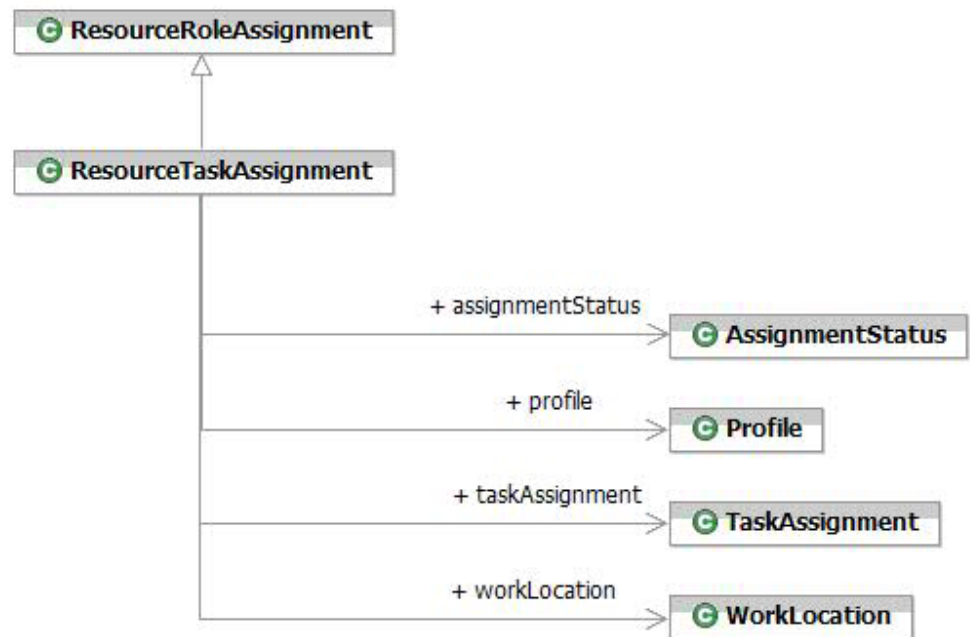 C ResourceRoleAssignment
C ResourceTaskAssignment
+ assignmentStatus
C AssignmentStatus
+ profile
C Profile
+ taskAssignment
C TaskAssignment
+ workLocation
C WorkLocation